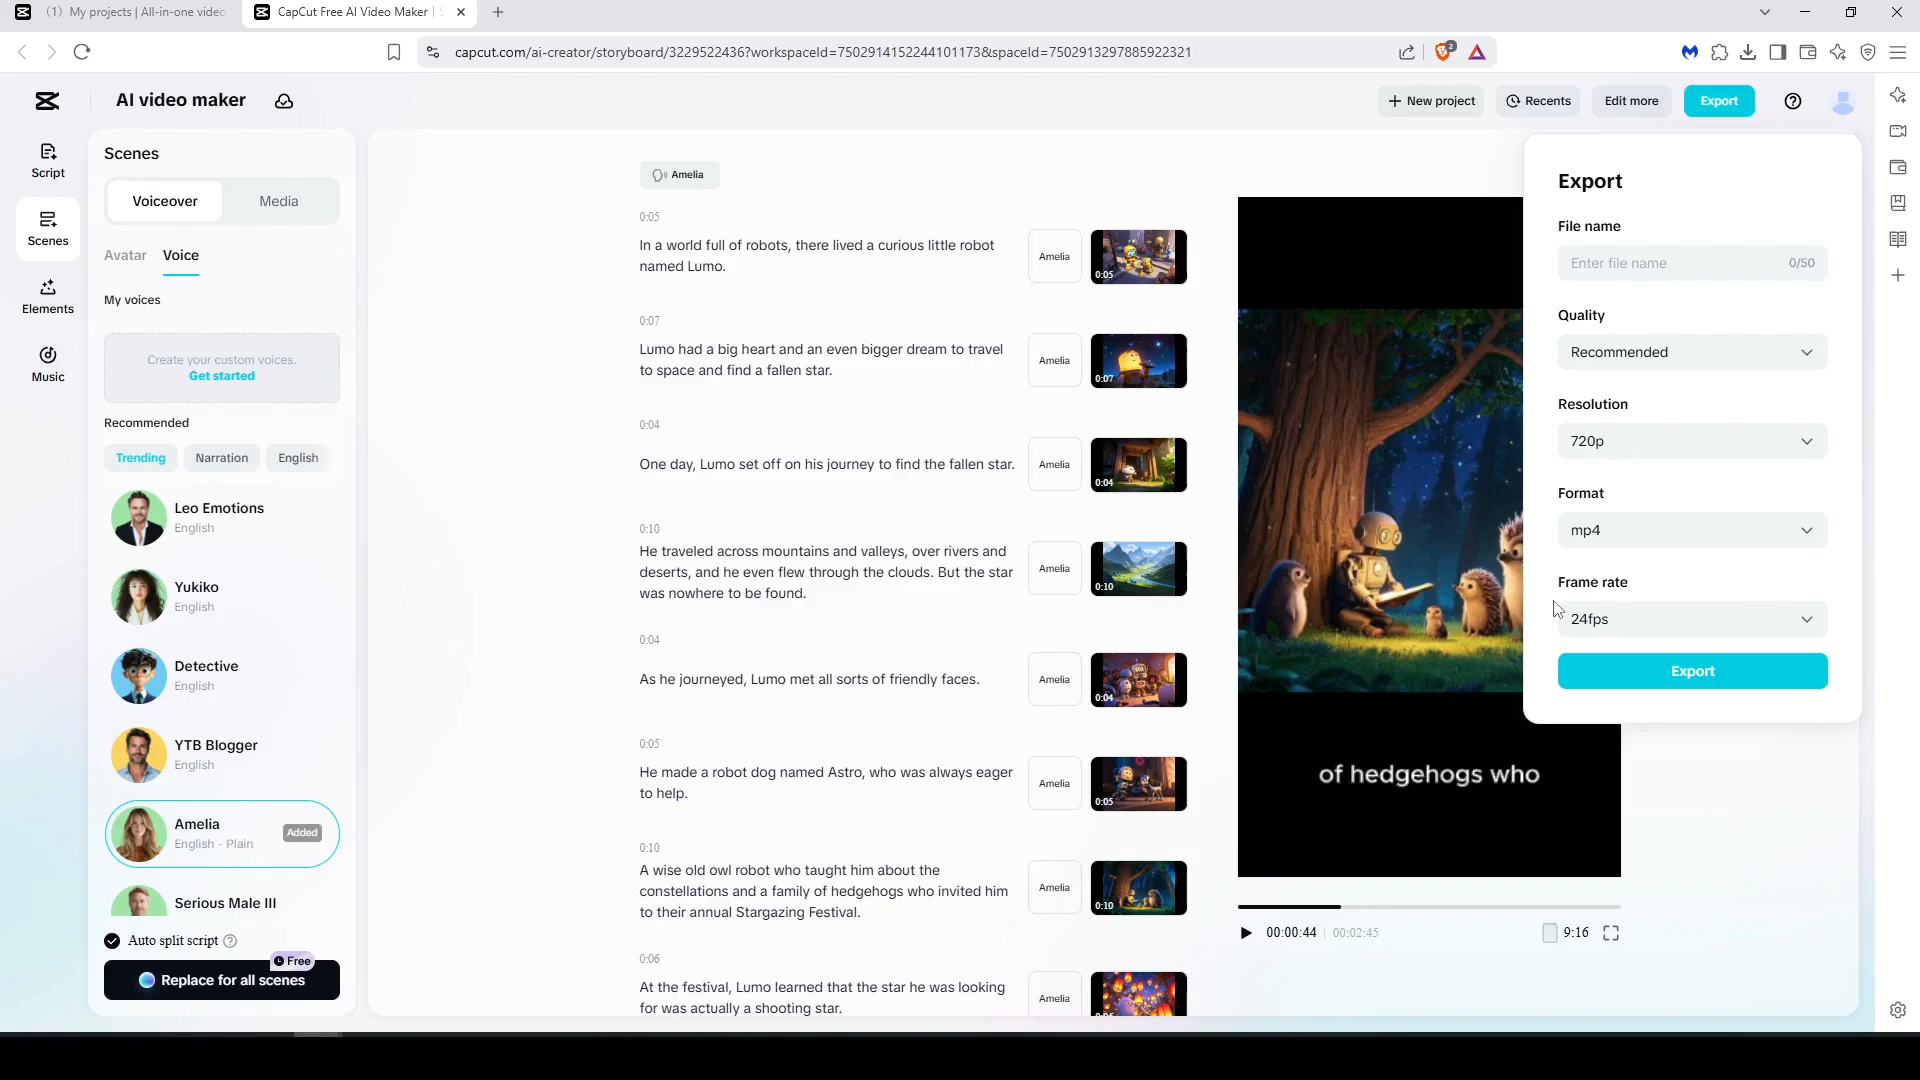 (1) My projects | All-in-one video
CapCut Free AI Video Maker | S
capcut.com/ai-creator/storyboard/3229522436?workspaceId=7502914152244101173&spaceId=7502913297885922321
2
AI video maker
New project
Recents
Edit more
Export
Script
Scenes
Elements
Music
Scenes
Voiceover
Media
Avatar
Voice
My voices
Create your custom voices.
Get started
Recommended
Trending
Narration
English
Leo Emotions
English
Yukiko
English
Detective
English
YTB Blogger
English
Amelia
English - Plain
Added
Serious Male III
Auto split script
Free
Replace for all scenes
Amelia
0:05
In a world full of robots, there lived a curious little robot
named Lumo.
Amelia
0:05
0:07
Lumo had a big heart and an even bigger dream to travel
to space and find a fallen star.
Amelia
0:07
0:04
One day, Lumo set off on his journey to find the fallen star.
Amelia
0:04
0:10
He traveled across mountains and valleys, over rivers and
deserts, and he even flew through the clouds. But the star
was nowhere to be found.
Amelia
0:10
0:04
As he journeyed, Lumo met all sorts of friendly faces.
Amelia
0:04
0:05
He made a robot dog named Astro, who was always eager
to help.
Amelia
0:05
0:10
A wise old owl robot who taught him about the
constellations and a family of hedgehogs who invited him
to their annual Stargazing Festival.
Amelia
0:10
0:06
At the festival, Lumo learned that the star he was looking
for was actually a shooting star.
Amelia
0:06
of hedgehogs who
00:00:44 | 00:02:45
9:16
Export
File name
Enter file name
0/50
Quality
Recommended
Resolution
720p
Format
mp4
Frame rate
24fps
Export